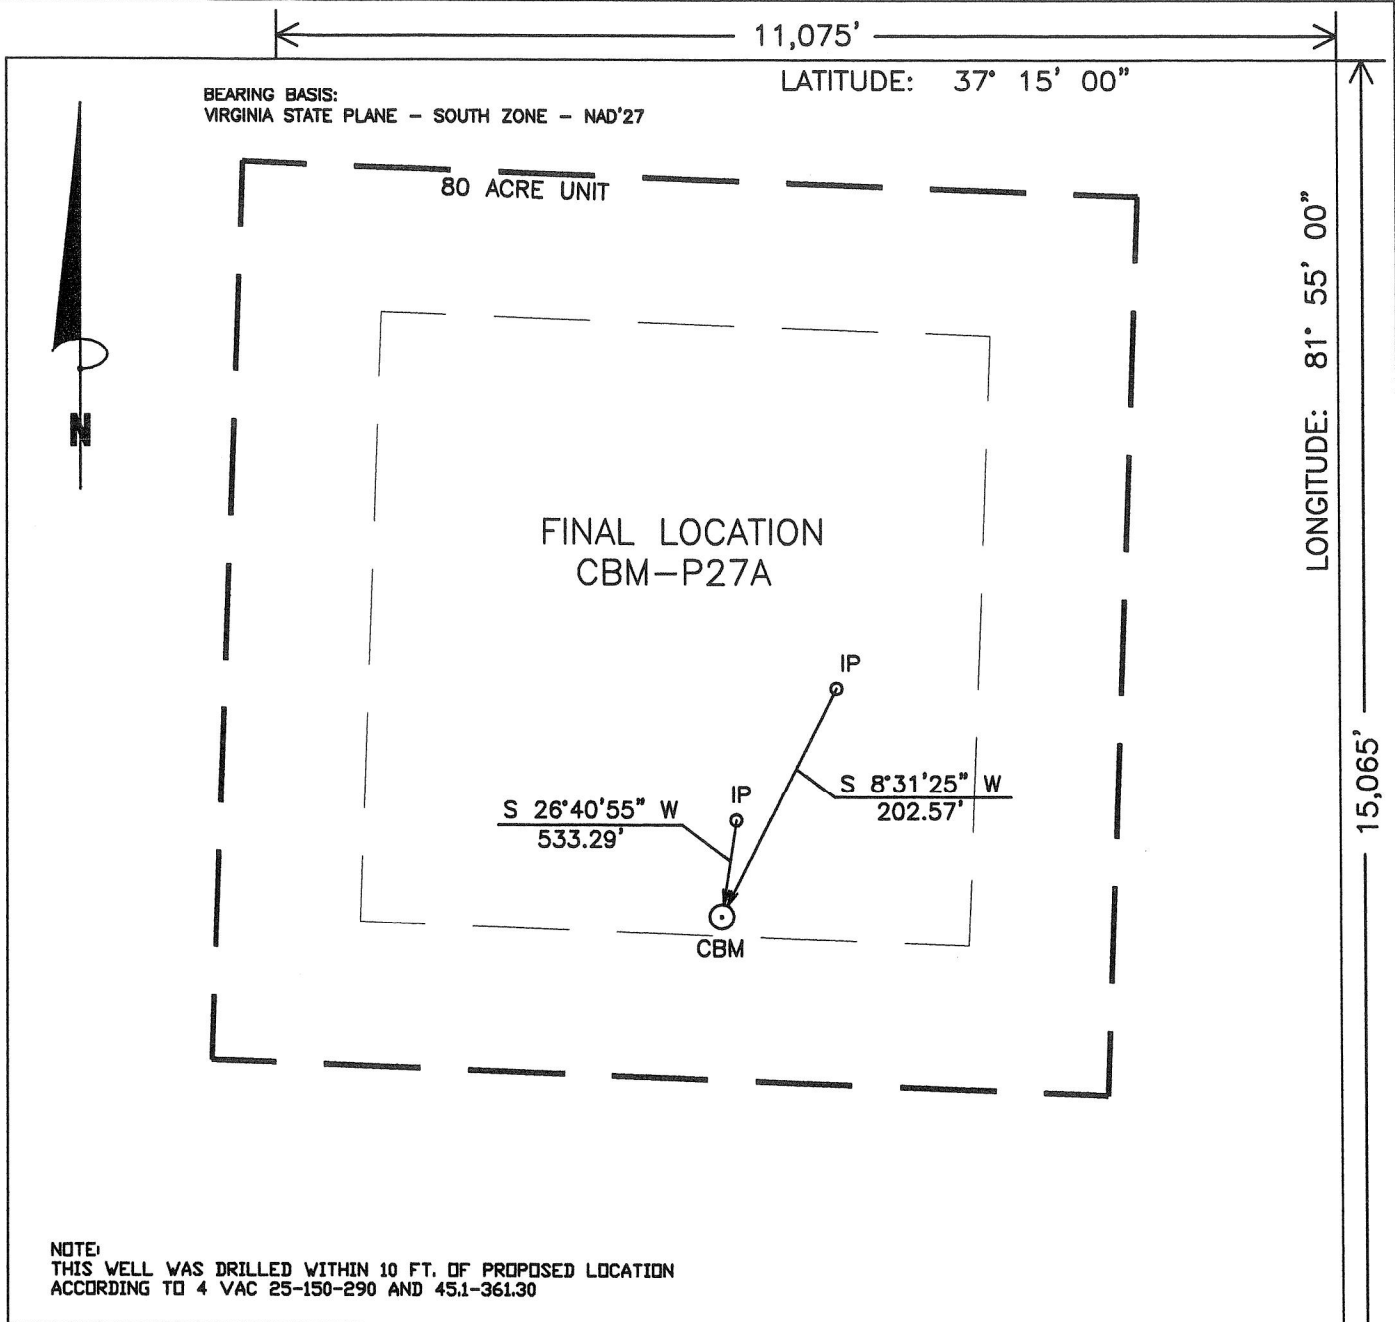 11,075'
LATITUDE: 37° 15' 00"
BEARING BASIS:
VIRGINIA STATE PLANE - SOUTH ZONE - NAD'27
80 ACRE UNIT
LONGITUDE: 81° 55' 00"
N
FINAL LOCATION
CBM-P27A
IP
S 8°31'25" W
202.57'
IP
S 26°40'55" W
533.29'
CBM
15,065'
NOTE:
THIS WELL WAS DRILLED WITHIN 10 FT. OF PROPOSED LOCATION
ACCORDING TO 4 VAC 25-150-290 AND 45.1-361.30